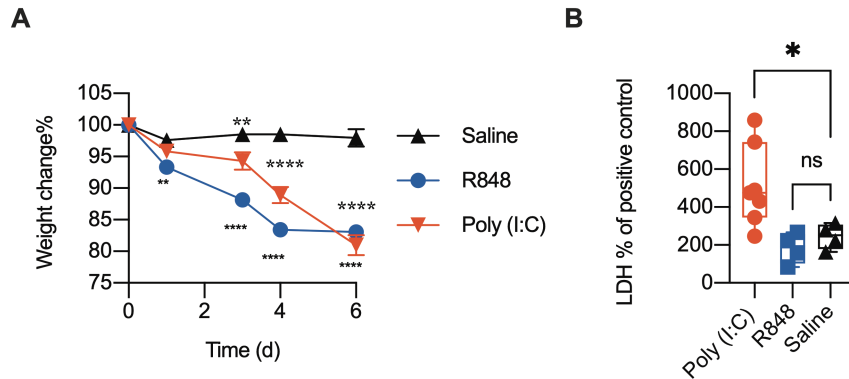 A
Weight change%
105
100
95
90
85
80
75
0
2
4
6
Time (d)
**
****
****
**
****
****
****
Saline
R848
Poly (I:C)
B
LDH % of positive control
1000
800
600
400
200
0
*
ns
Poly (I:C)
R848
Saline